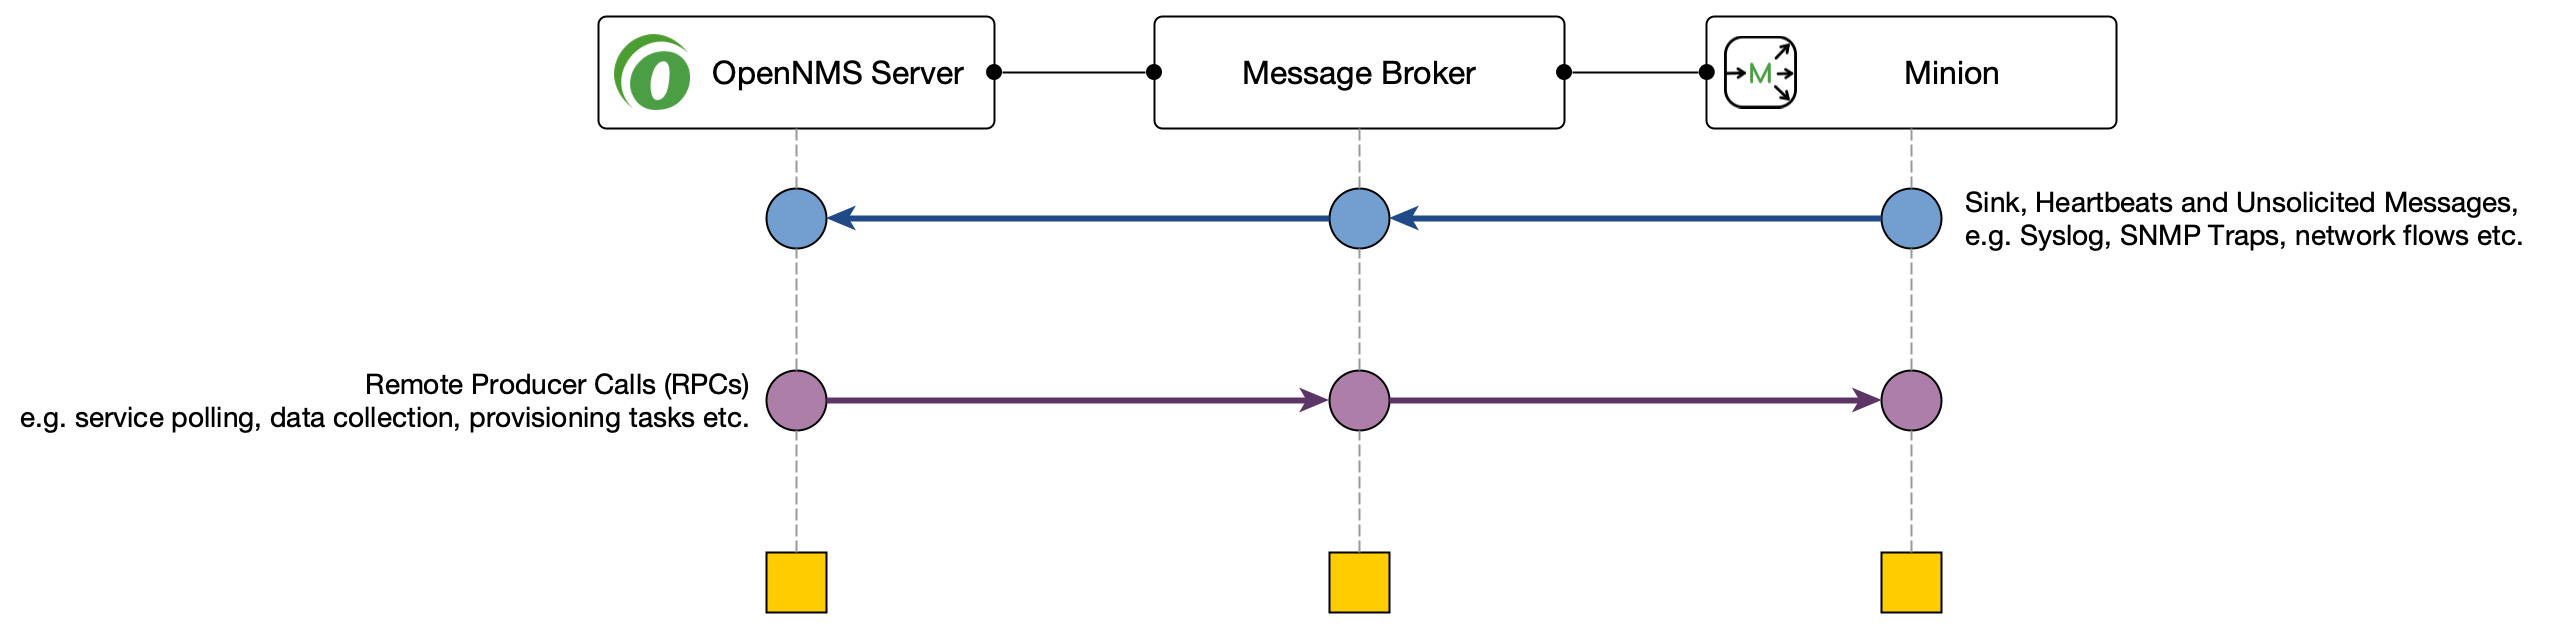 OpenNMS Server
Message Broker
M
Minion
Sink, Heartbeats and Unsolicited Messages,
e.g. Syslog, SNMP Traps, network flows etc.
Remote Producer Calls (RPCs)
e.g. service polling, data collection, provisioning tasks etc.